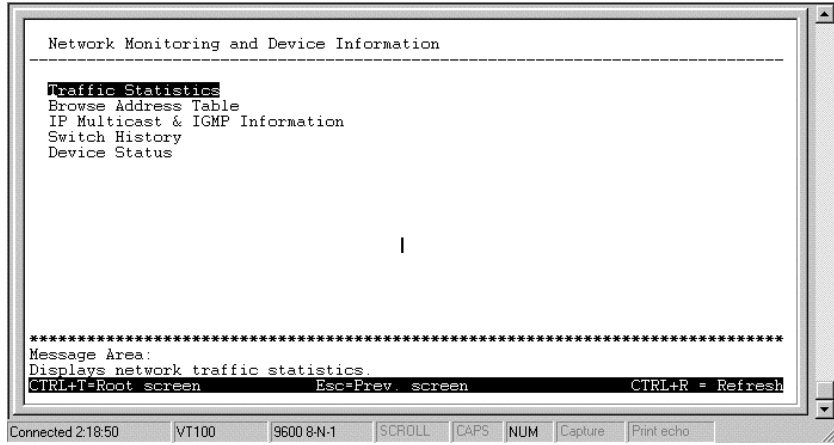 Network Monitoring and Device Information
-----------------------------------------------------------------------------
Traffic Statistics
Browse Address Table
IP Multicast & IGMP Information
Switch History
Device Status
*******************************************************************************
Message Area:
Displays network traffic statistics.
CTRL+T=Root screen Esc=Prev. screen CTRL+R = Refresh
Connected 2:18:50 VT100 9600 8-N-1 SCROLL CAPS NUM Capture Print echo